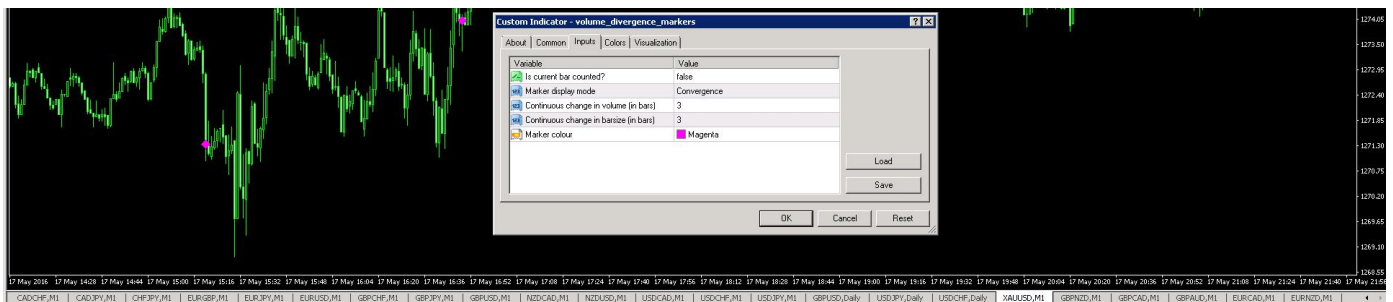 Custom Indicator - volume_divergence_markers
About Common Inputs Colors Visualization
Variable Value
Is current bar counted? false
Marker display mode Convergence
Continuous change in volume (in bars) 3
Continuous change in barsize (in bars) 3
Marker colour Magenta
Load
Save
OK Cancel Reset
1274.05
1273.50
1272.95
1272.40
1271.85
1271.30
1270.75
1270.20
1269.65
1269.10
1268.55
17 May 2016 17 May 14:28 17 May 14:44 17 May 15:00 17 May 15:16 17 May 15:32 17 May 15:48 17 May 16:04 17 May 16:20 17 May 16:36 17 May 16:52 17 May 17:08 17 May 17:24 17 May 17:40 17 May 17:56 17 May 18:12 17 May 18:28 17 May 18:44 17 May 19:00 17 May 19:16 17 May 19:32 17 May 19:48 17 May 20:04 17 May 20:20 17 May 20:36 17 May 20:52 17 May 21:08 17 May 21:24 17 May 21:40 17 May 21:56
CADCHF,M1 CADJPY,M1 CHFJPY,M1 EURGBP,M1 EURJPY,M1 EURUSD,M1 GBPCHF,M1 GBPJPY,M1 GBPUSD,M1 NZDCAD,M1 NZDUSD,M1 USDCAD,M1 USDCHF,M1 USDJPY,M1 GBPUSD,Daily USDJPY,Daily USDCHF,Daily XAUUSD,M1 GBPNZD,M1 GBPCAD,M1 GBPAUD,M1 EURCAD,M1 EURNZD,M1